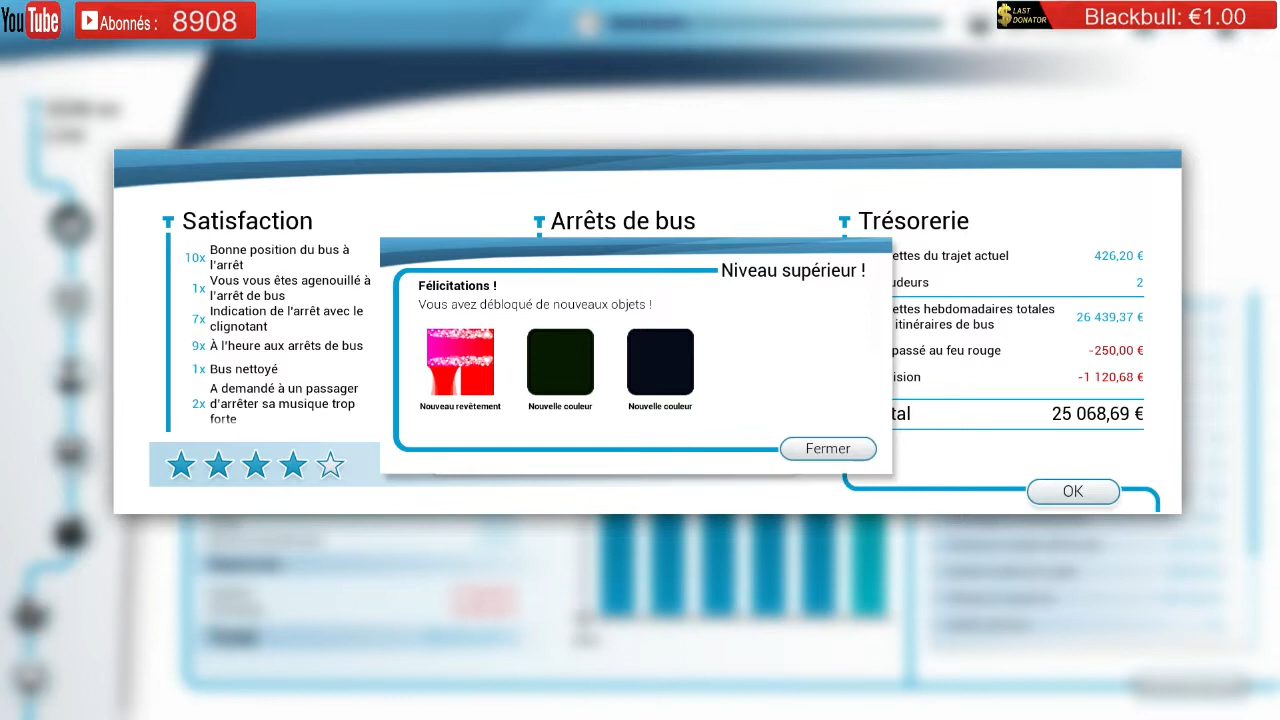 YouTube
Abonnés : 8908
LAST DONATOR
Blackbull: €1.00
Satisfaction
10x Bonne position du bus à
l'arrêt
1x Vous vous êtes agenouillé à
l'arrêt de bus
7x Indication de l'arrêt avec le
clignotant
9x À l'heure aux arrêts de bus
1x Bus nettoyé
2x A demandé à un passager
d'arrêter sa musique trop
forte
Arrêts de bus
Trésorerie
ettes du trajet actuel 426,20 €
udeurs 2
ettes hebdomadaires totales
itinéraires de bus 26 439,37 €
passé au feu rouge -250,00 €
ision -1 120,68 €
tal 25 068,69 €
OK
Niveau supérieur !
Félicitations !
Vous avez débloqué de nouveaux objets !
Nouveau revêtement
Nouvelle couleur
Nouvelle couleur
Fermer